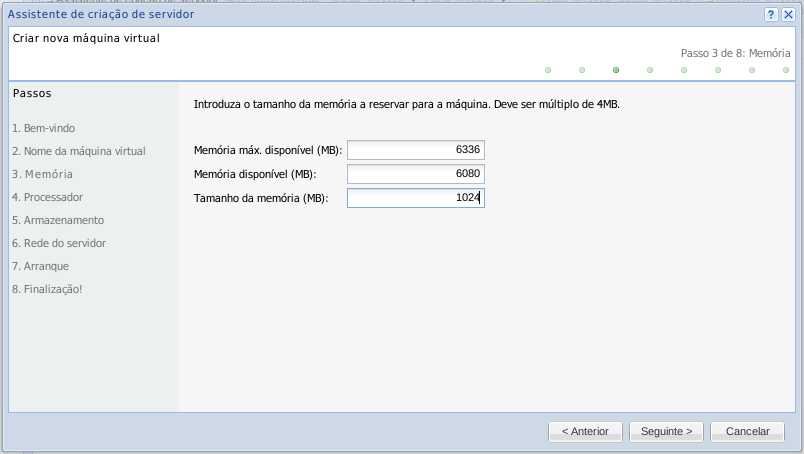 Assistente de criação de servidor
?
Criar nova máquina virtual
Passo 3 de 8: Memória
Passos
1. Bem-vindo
2. Nome da máquina virtual
3. Memória
4. Processador
5. Armazenamento
6. Rede do servidor
7. Arranque
8. Finalização!
Introduza o tamanho da memória a reservar para a máquina. Deve ser múltiplo de 4MB.
Memória máx. disponível (MB): 6336
Memória disponível (MB): 6080
Tamanho da memória (MB): 1024
< Anterior Seguinte > Cancelar